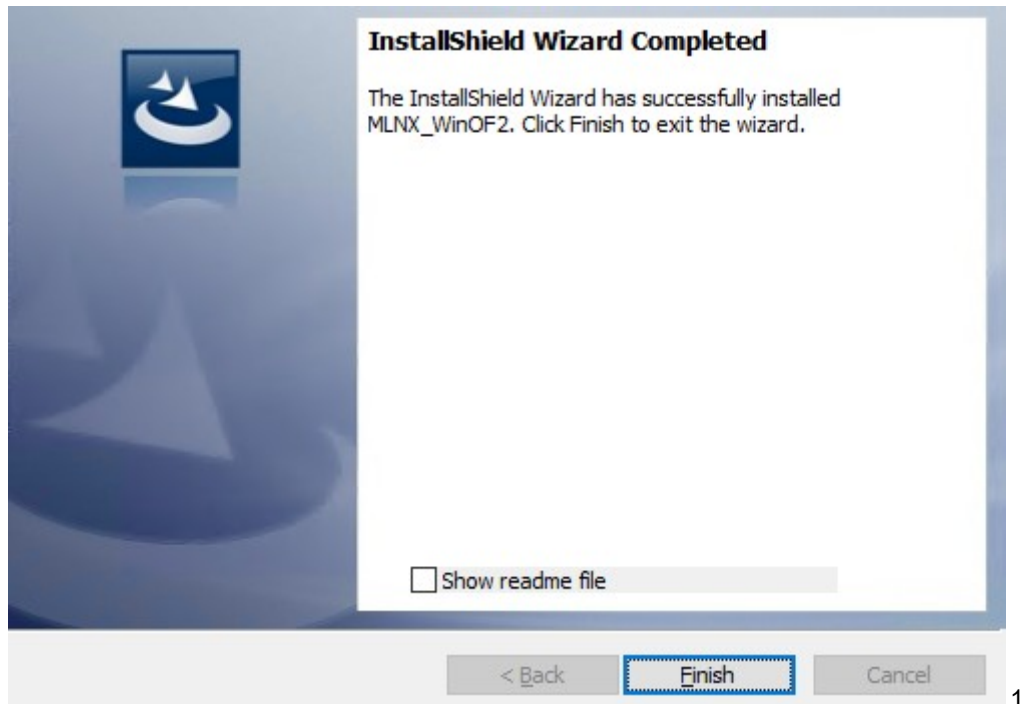 InstallShield Wizard Completed
The InstallShield Wizard has successfully installed
MLNX_WinOF2. Click Finish to exit the wizard.
Show readme file
< Back Finish Cancel
1